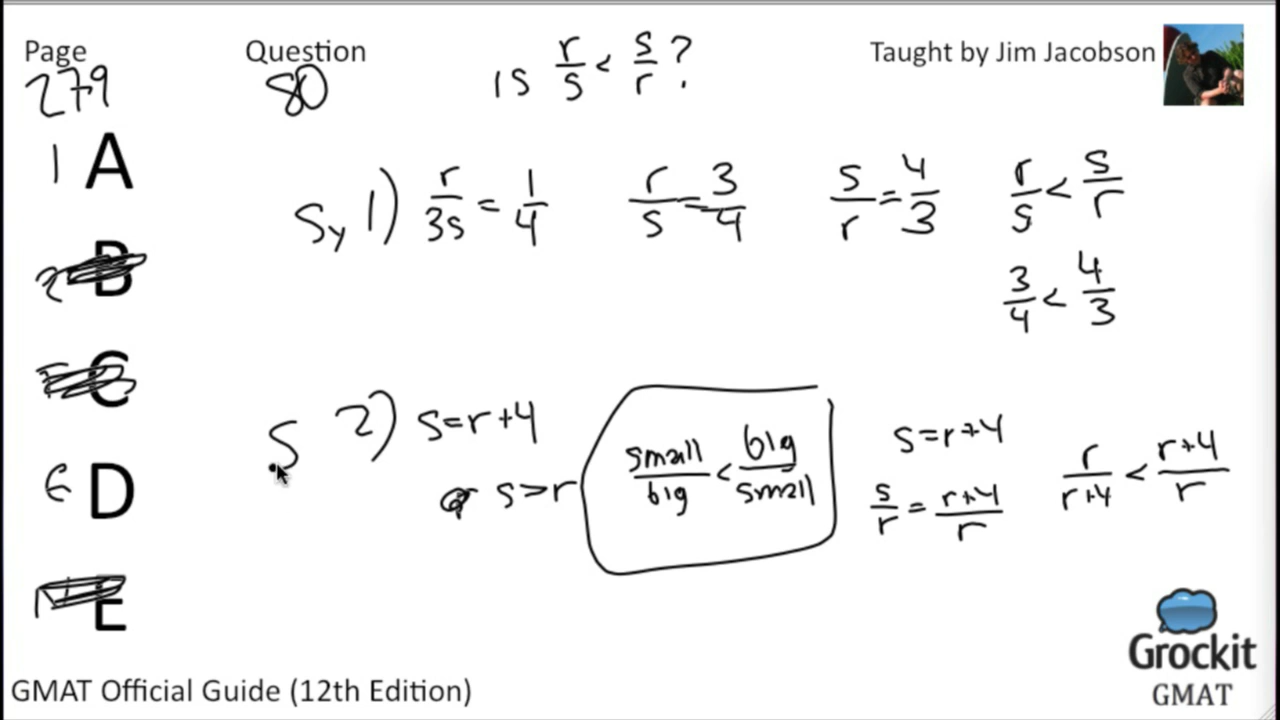 Page
Question
Taught by Jim Jacobson
279
80
is r/s < s/r ?
1 A
Sy 1) r/3s = 1/4
r/s = 3/4
s/r = 4/3
r/s < s/r
3/4 < 4/3
2 B
C
S 2) s=r+4
s>r
small/big < big/small
s=r+4
s/r = r+4/r
r/r+4 < r+4/r
E D
E
Grockit
GMAT
GMAT Official Guide (12th Edition)